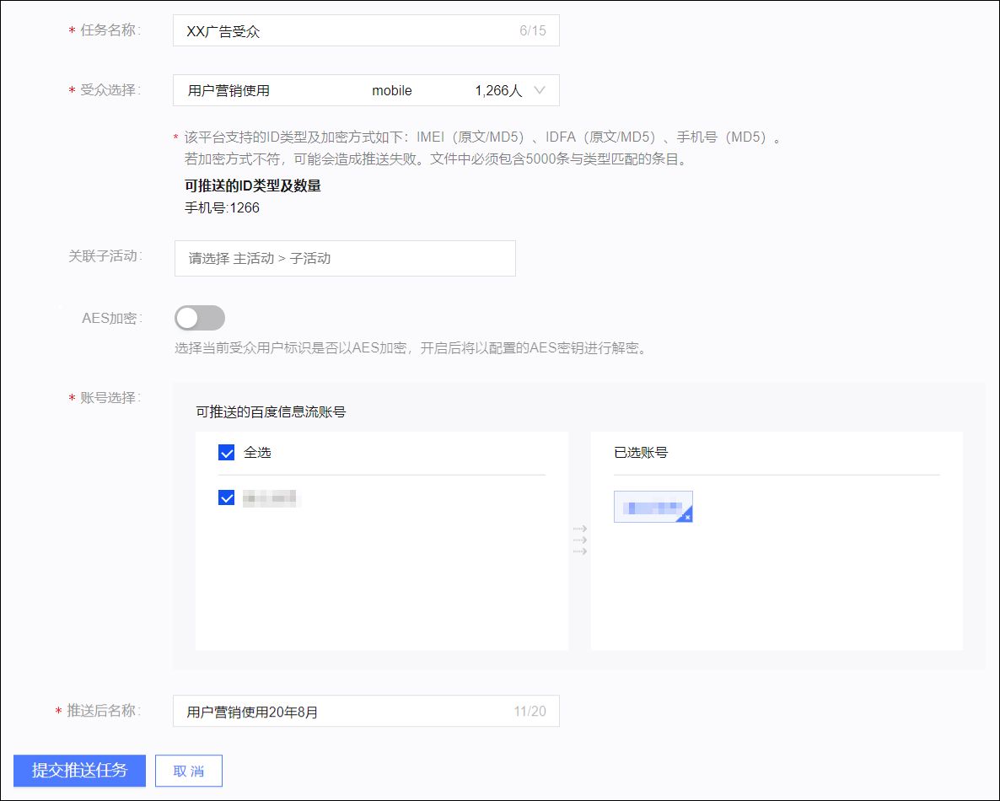 * 任务名称: XX广告受众 6/15
* 受众选择: 用户营销使用 mobile 1,266人
* 该平台支持的ID类型及加密方式如下：IMEI（原文/MD5）、IDFA（原文/MD5）、手机号（MD5）。
若加密方式不符，可能会造成推送失败。文件中必须包含5000条与类型匹配的条目。
可推送的ID类型及数量
手机号:1266
关联子活动: 请选择 主活动 > 子活动
AES加密:
选择当前受众用户标识是否以AES加密，开启后将以配置的AES密钥进行解密。
* 账号选择:
可推送的百度信息流账号
全选
已选账号
* 推送后名称: 用户营销使用20年8月 11/20
提交推送任务 取 消